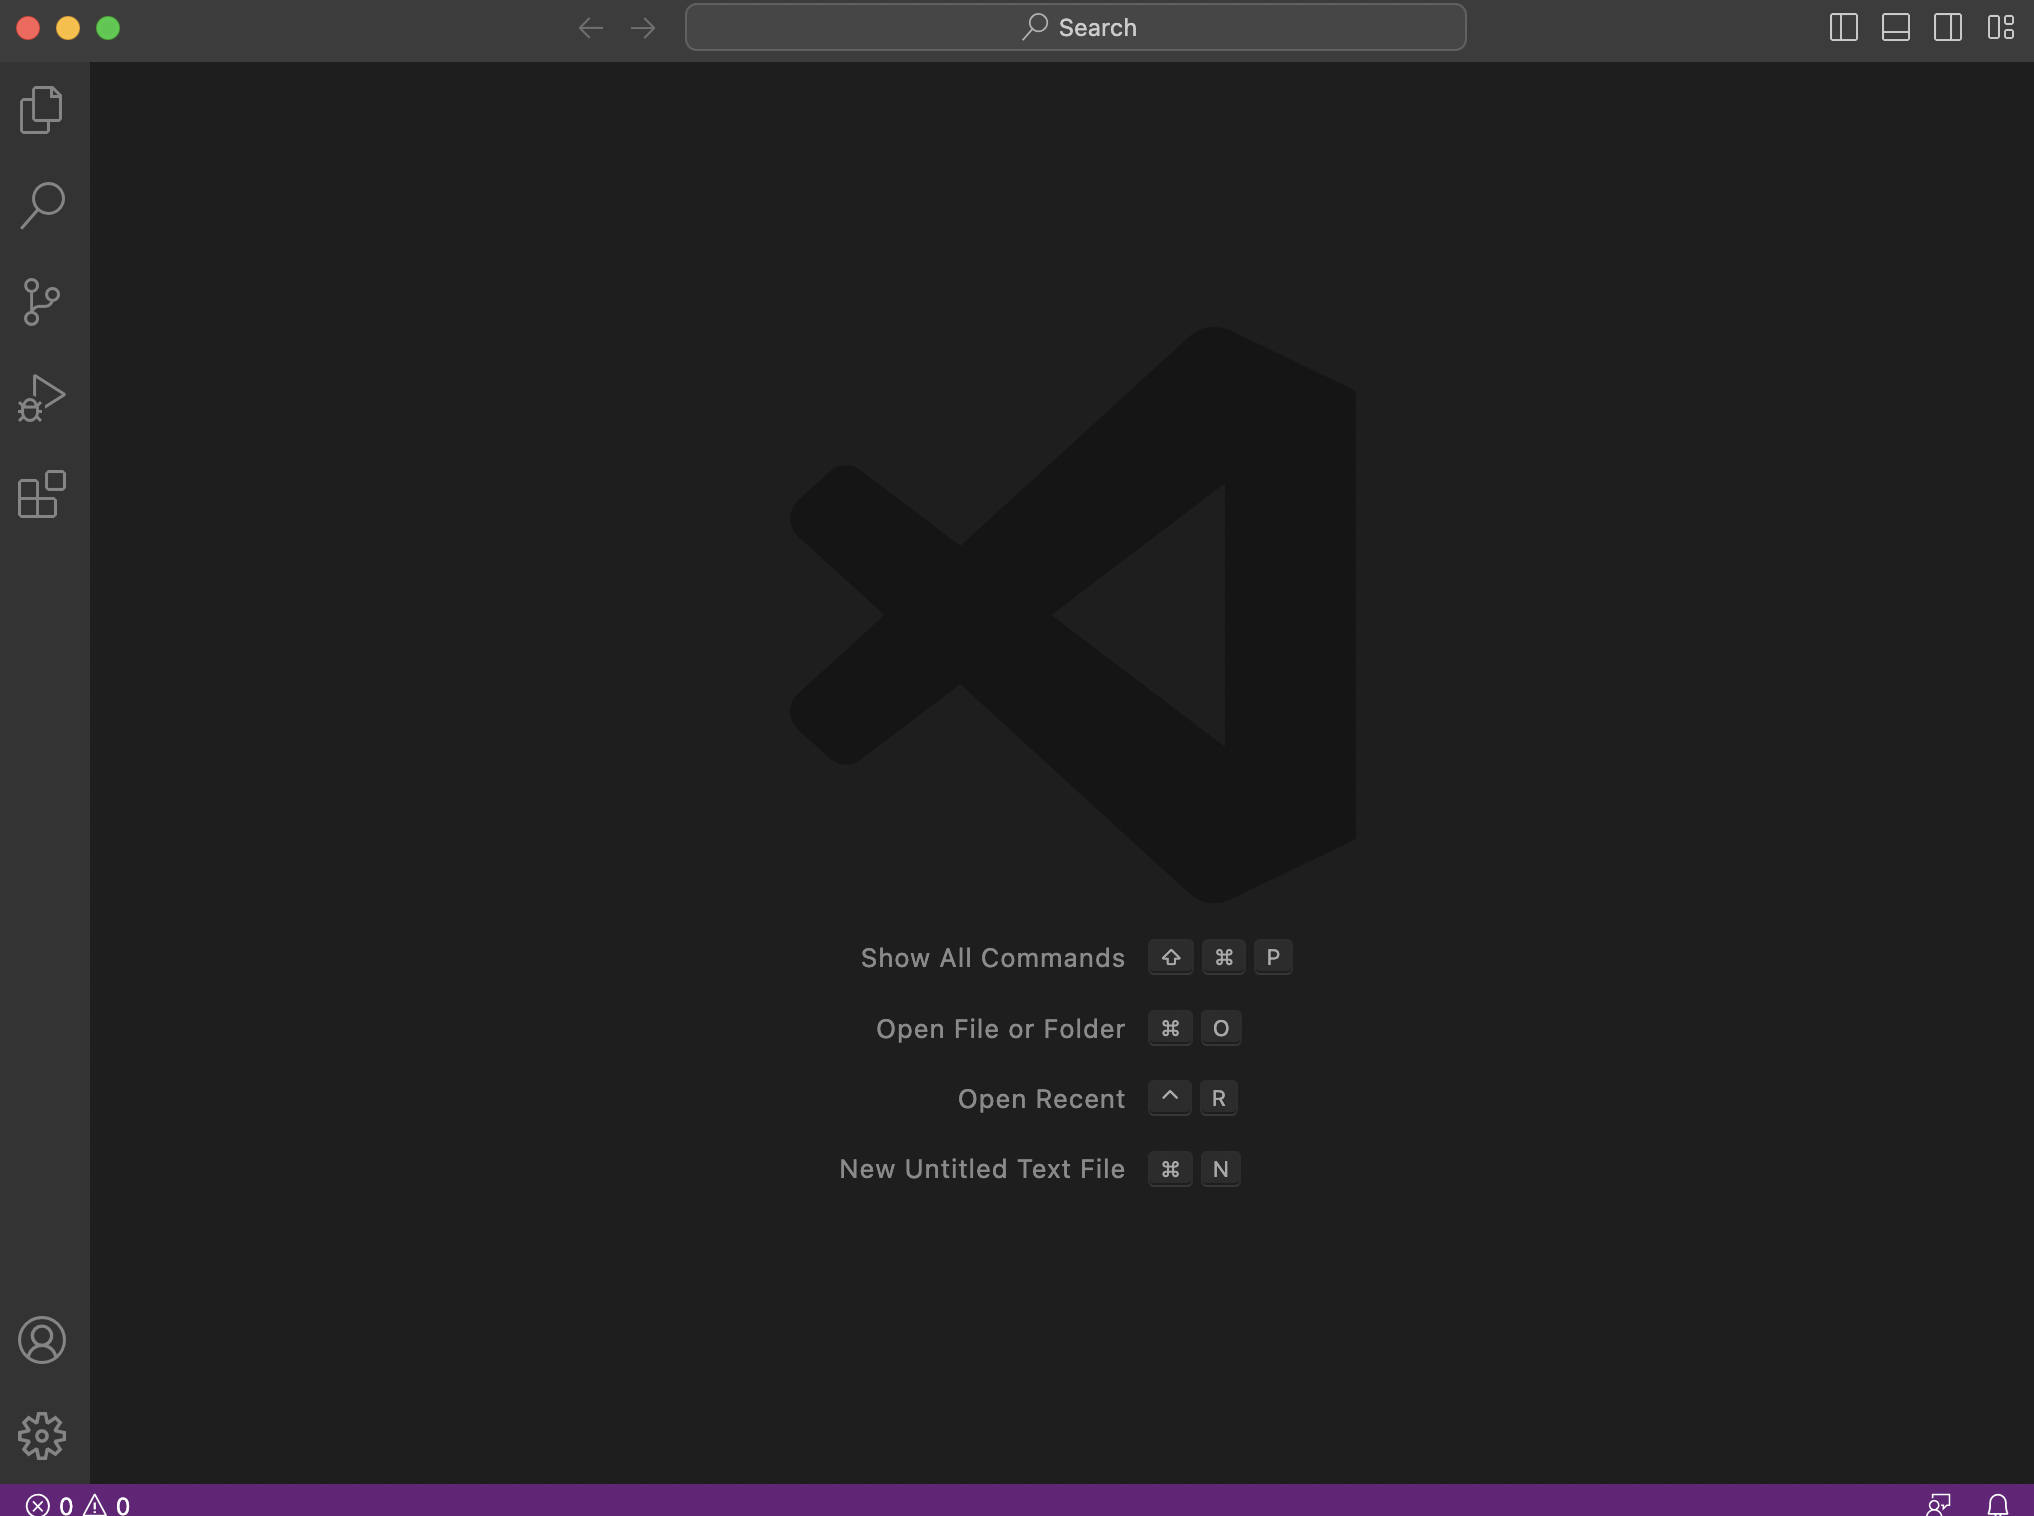 Search
Show All Commands ⇧ ⌘ P
Open File or Folder ⌘ O
Open Recent ^ R
New Untitled Text File ⌘ N
0 0